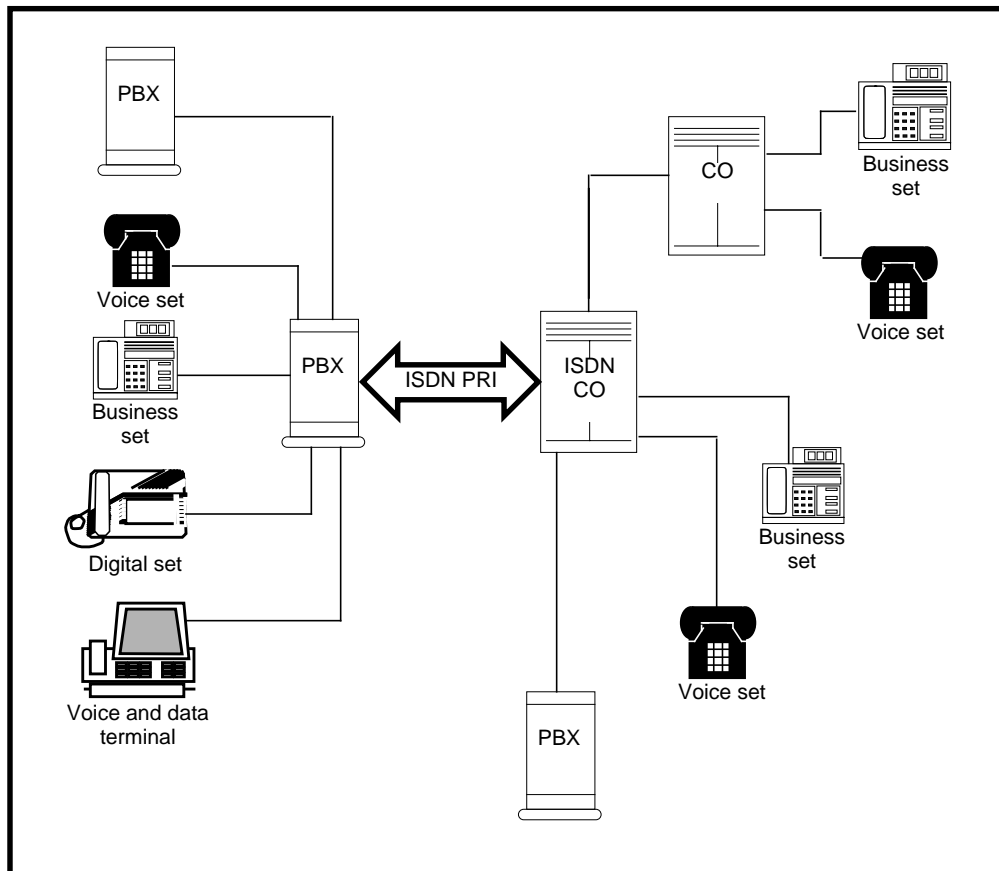 PBX
Voice set
Business
set
Digital set
Voice and data
terminal
PBX
ISDN PRI
ISDN
CO
CO
Business
set
Voice set
Business
set
Voice set
PBX